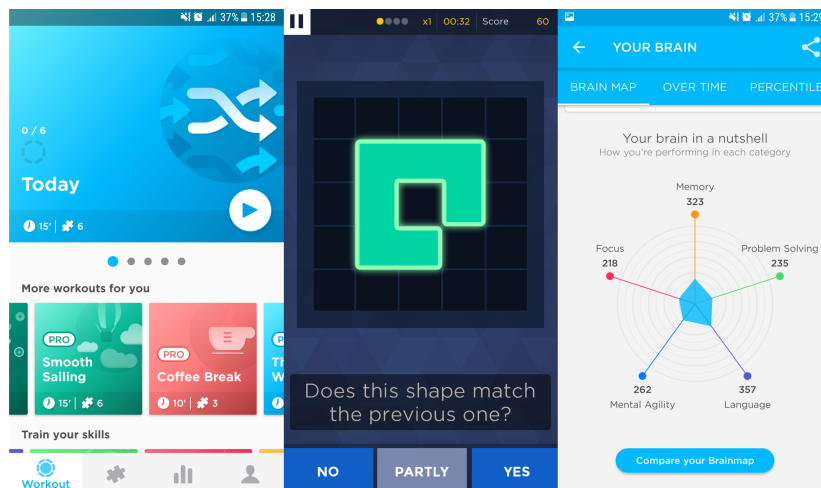 37% 15:28
0 / 6
Today
15' 6
More workouts for you
PRO
Smooth
Sailing
15' 6
PRO
Coffee Break
10' 3
Train your skills
Workout
x1 00:32 Score 60
Does this shape match
the previous one?
NO PARTLY YES
37% 15:29
YOUR BRAIN
BRAIN MAP OVER TIME PERCENTILE
Your brain in a nutshell
How you're performing in each category
Memory
323
Focus
218
Problem Solving
235
262
Mental Agility
357
Language
Compare your Brainmap